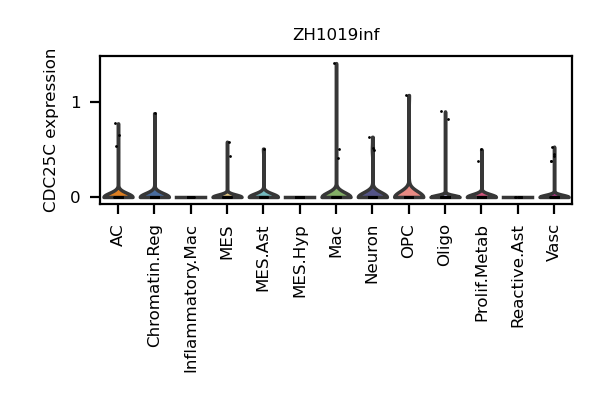 ZH1019inf
CDC25C expression
1
0
AC
Chromatin.Reg
Inflammatory.Mac
MES
MES.Ast
MES.Hyp
Mac
Neuron
OPC
Oligo
Prolif.Metab
Reactive.Ast
Vasc